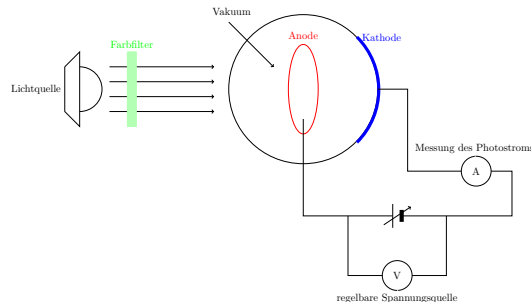 Vakuum
Farbfilter
Anode
Kathode
Lichtquelle
Messung des Photostroms
A
V
regelbare Spannungsquelle